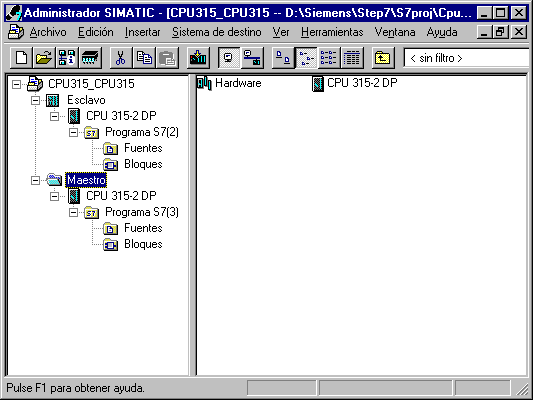 Administrador SIMATIC - [CPU315_CPU315 -- D:\Siemens\Step7\S7proj\Cpu...
Archivo Edición Insertar Sistema de destino Ver Herramientas Ventana Ayuda
< sin filtro >
CPU315_CPU315
Esclavo
CPU 315-2 DP
Programa S7(2)
Fuentes
Bloques
Maestro
CPU 315-2 DP
Programa S7(3)
Fuentes
Bloques
Hardware CPU 315-2 DP
Pulse F1 para obtener ayuda.